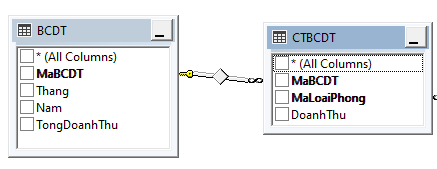 BCDT
* (All Columns)
MaBCDT
Thang
Nam
TongDoanhThu
CTBCDT
* (All Columns)
MaBCDT
MaLoaiPhong
DoanhThu